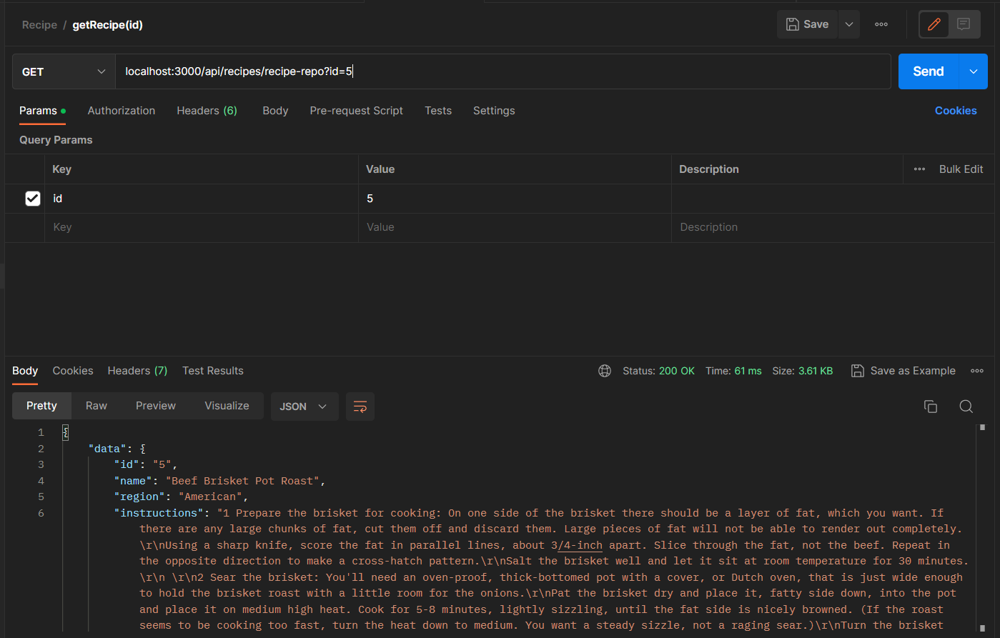 Recipe / getRecipe(id)
Save
GET
localhost:3000/api/recipes/recipe-repo?id=5
Send
Params
Authorization
Headers (6)
Body
Pre-request Script
Tests
Settings
Cookies
Query Params
Key
Value
Description
Bulk Edit
id
5
Key
Value
Description
Body
Cookies
Headers (7)
Test Results
Status: 200 OK
Time: 61 ms
Size: 3.61 KB
Save as Example
Pretty
Raw
Preview
Visualize
JSON
1 {
2 "data": {
3 "id": "5",
4 "name": "Beef Brisket Pot Roast",
5 "region": "American",
6 "instructions": "1 Prepare the brisket for cooking: On one side of the brisket there should be a layer of fat, which you want. If
there are any large chunks of fat, cut them off and discard them. Large pieces of fat will not be able to render out completely.
\r\nUsing a sharp knife, score the fat in parallel lines, about 3/4-inch apart. Slice through the fat, not the beef. Repeat in
the opposite direction to make a cross-hatch pattern.\r\nSalt the brisket well and let it sit at room temperature for 30 minutes.
\r\n \r\n2 Sear the brisket: You'll need an oven-proof, thick-bottomed pot with a cover, or Dutch oven, that is just wide enough
to hold the brisket roast with a little room for the onions.\r\nPat the brisket dry and place it, fatty side down, into the pot
and place it on medium high heat. Cook for 5-8 minutes, lightly sizzling, until the fat side is nicely browned. (If the roast
seems to be cooking too fast, turn the heat down to medium. You want a steady sizzle, not a raging sear.)\r\nTurn the brisket